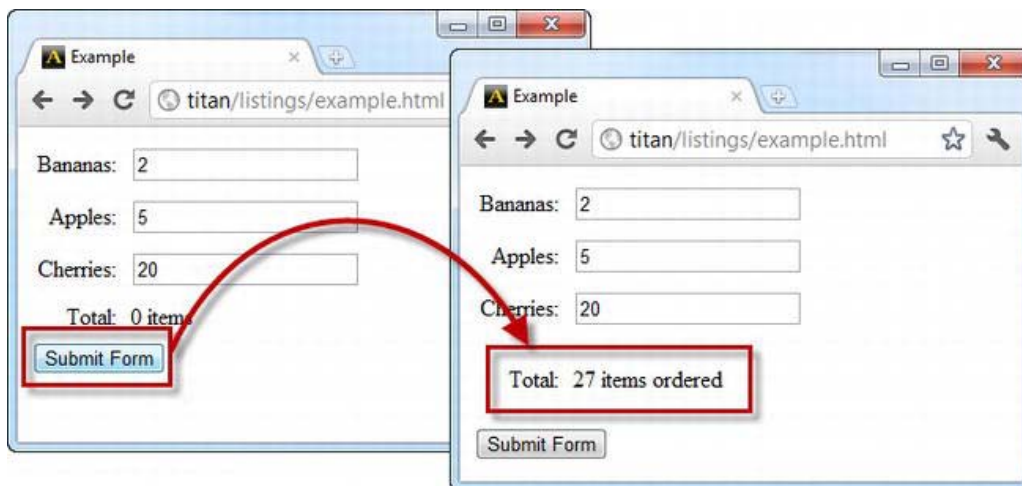 Example
titan/listings/example.html
Bananas: 2
Apples: 5
Cherries: 20
Total: 0 items
Submit Form
Example
titan/listings/example.html
Bananas: 2
Apples: 5
Cherries: 20
Total: 27 items ordered
Submit Form